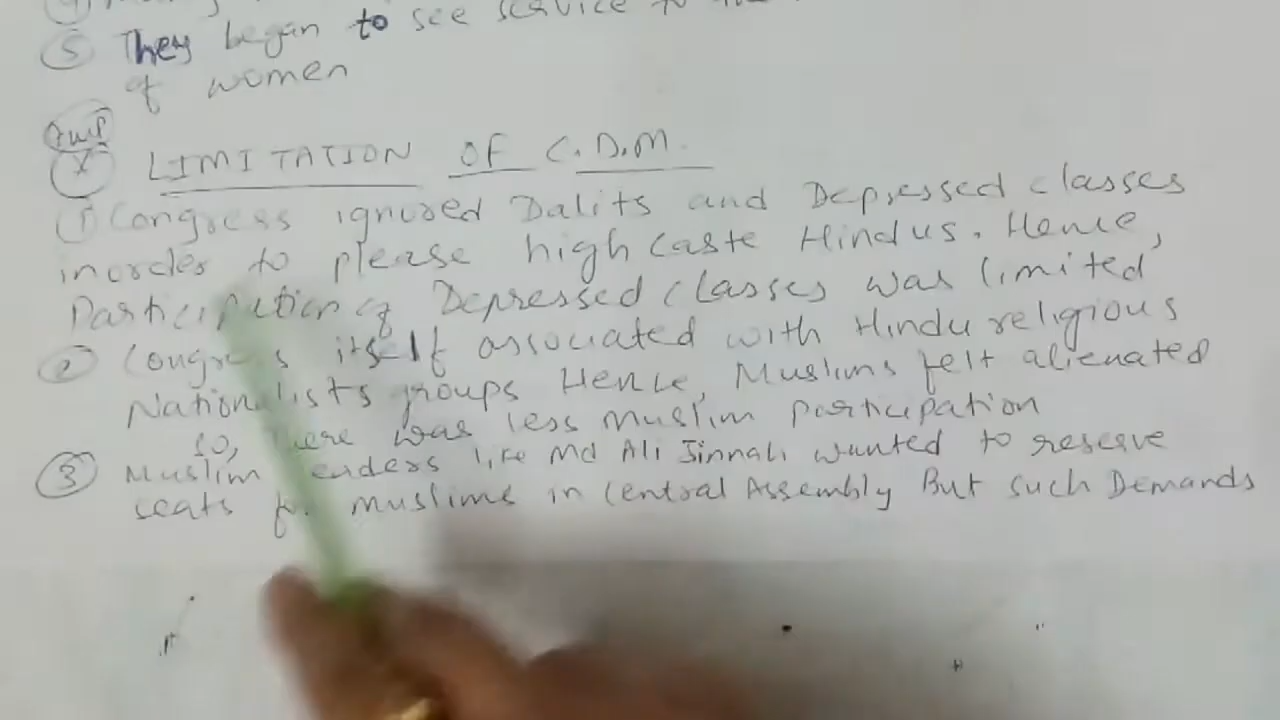 ⑤ They began to see service to the
of women
Imp
* LIMITATION OF C.D.M.
① Congress ignored Dalits and Depressed classes
inorder to please high caste Hindus. Hence,
Participation of Depressed classes was limited
② Congress itself associated with Hindu religious
Nationalists groups Hence, Muslims felt alienated
so, there was less muslim participation
③ Muslim leaders like Md Ali Jinnah wanted to reserve
seats for muslims in Central Assembly But such Demands